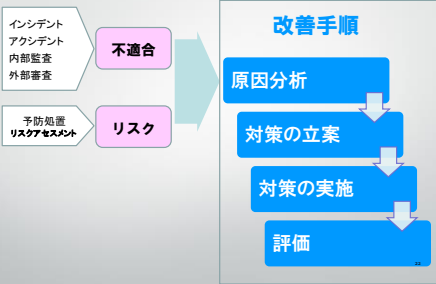 インシデント
アクシデント
内部監査
外部審査
不適合
予防処置
リスクアセスメント
リスク
改善手順
原因分析
対策の立案
対策の実施
評価